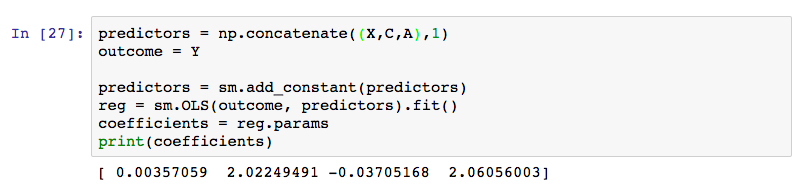 In [27]: predictors = np.concatenate((X,C,A),1)
outcome = Y
predictors = sm.add_constant(predictors)
reg = sm.OLS(outcome, predictors).fit()
coefficients = reg.params
print(coefficients)
[ 0.00357059  2.02249491 -0.03705168  2.06056003]